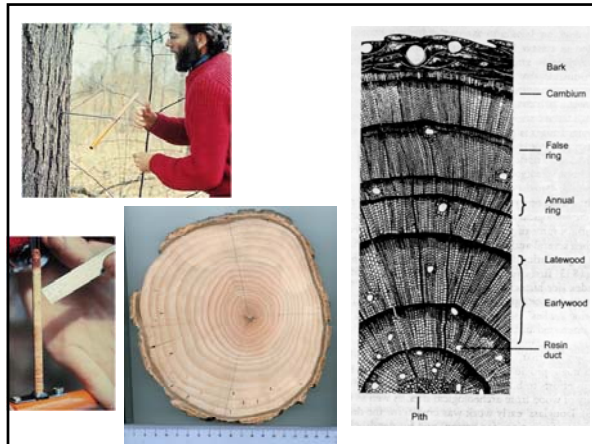 Bark
Cambium
False
ring
Annual
ring
Latewood
Earlywood
Resin
duct
Pith